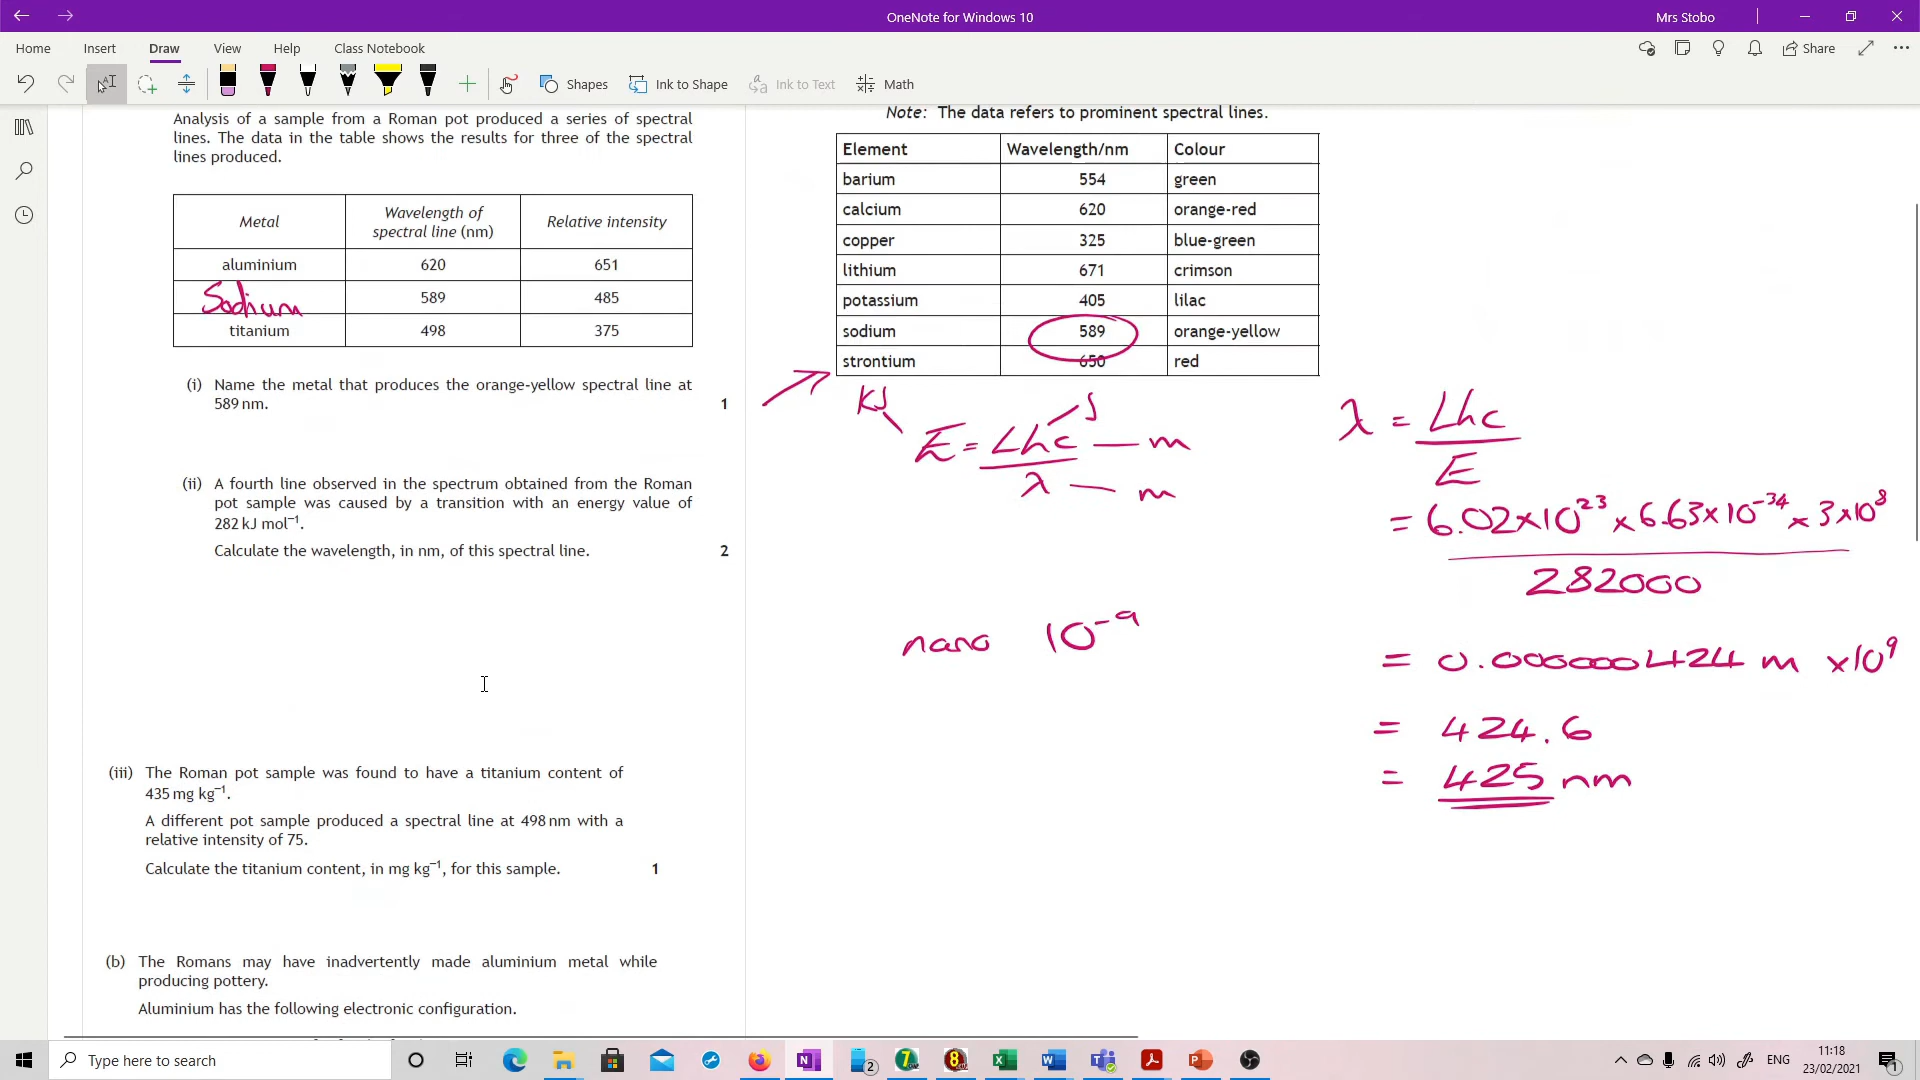 OneNote for Windows 10
Mrs Stobo
Home Insert Draw View Help Class Notebook
Share
Shapes Ink to Shape Ink to Text Math
Analysis of a sample from a Roman pot produced a series of spectral
lines. The data in the table shows the results for three of the spectral
lines produced.
Metal Wavelength of spectral line (nm) Relative intensity
aluminium 620 651
Sodium 589 485
titanium 498 375
(i) Name the metal that produces the orange-yellow spectral line at
589 nm. 1
(ii) A fourth line observed in the spectrum obtained from the Roman
pot sample was caused by a transition with an energy value of
282 kJ mol⁻¹.
Calculate the wavelength, in nm, of this spectral line. 2
(iii) The Roman pot sample was found to have a titanium content of
435 mg kg⁻¹.
A different pot sample produced a spectral line at 498 nm with a
relative intensity of 75.
Calculate the titanium content, in mg kg⁻¹, for this sample. 1
(b) The Romans may have inadvertently made aluminium metal while
producing pottery.
Aluminium has the following electronic configuration.
Note: The data refers to prominent spectral lines.
Element Wavelength/nm Colour
barium 554 green
calcium 620 orange-red
copper 325 blue-green
lithium 671 crimson
potassium 405 lilac
sodium 589 orange-yellow
strontium 650 red
kJ J
E = Lhc — m
λ — m
nano 10⁻⁹
λ = Lhc
E
= 6.02×10²³ × 6.63×10⁻³⁴ × 3×10⁸
282000
= 0.000000424 m ×10⁹
= 424.6
= 425 nm
Type here to search
2 7 8
ENG
11:18
23/02/2021
1